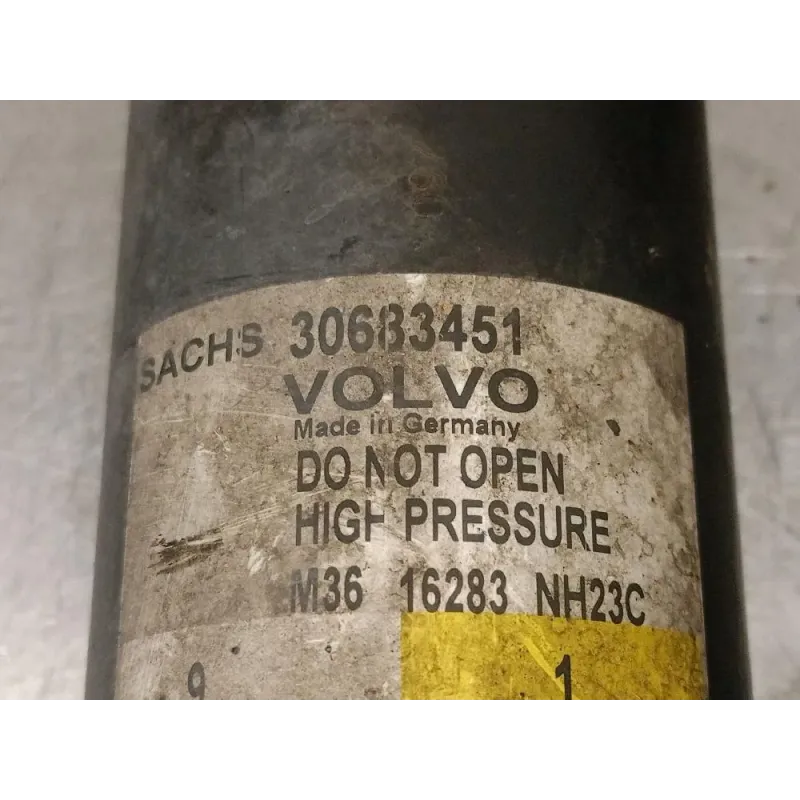 SACHS 30683451
VOLVO
Made in Germany
DO NOT OPEN
HIGH PRESSURE
M36 16283 NH23C
9 1